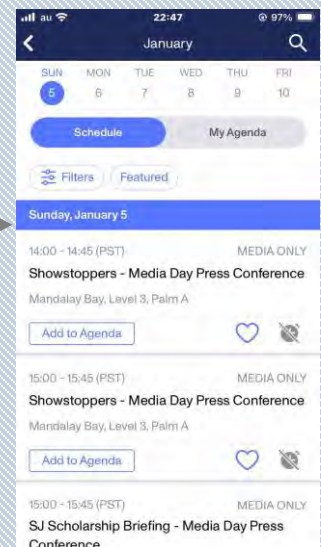 au 22:47 97%
January
SUN MON TUE WED THU FRI
5 6 7 8 9 10
Schedule My Agenda
Filters Featured
Sunday, January 5
14:00 - 14:45 (PST) MEDIA ONLY
Showstoppers - Media Day Press Conference
Mandalay Bay, Level 3, Palm A
Add to Agenda
15:00 - 15:45 (PST) MEDIA ONLY
Showstoppers - Media Day Press Conference
Mandalay Bay, Level 3, Palm A
Add to Agenda
15:00 - 15:45 (PST) MEDIA ONLY
SJ Scholarship Briefing - Media Day Press
Conference